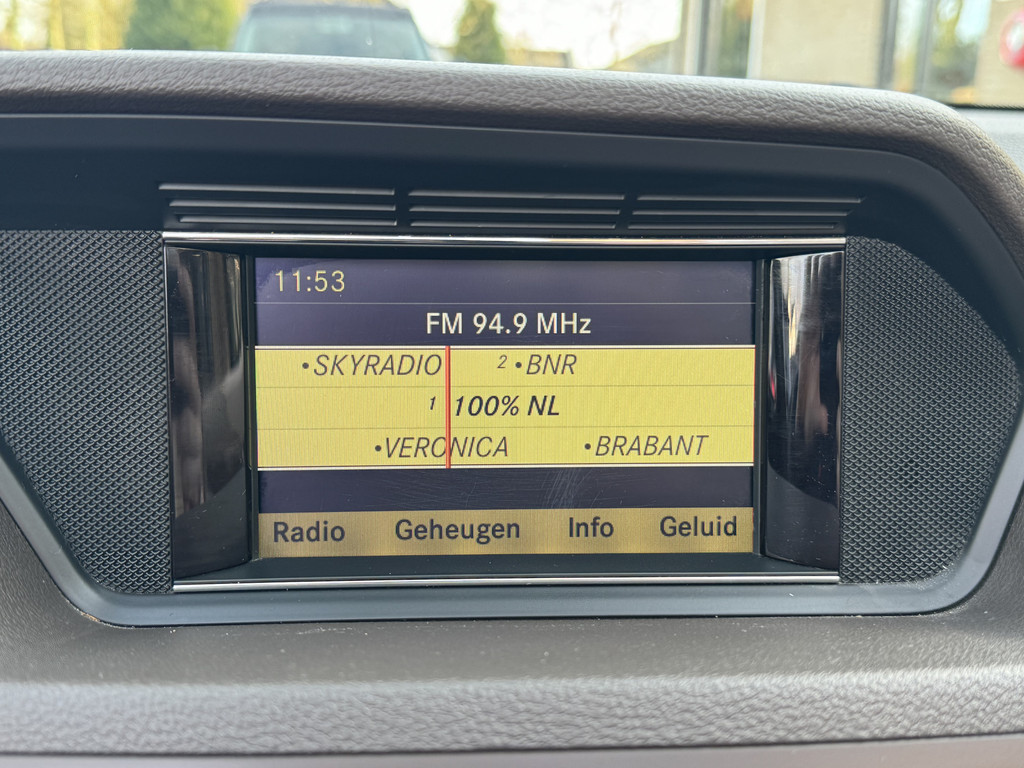 11:53
FM 94.9 MHz
•SKYRADIO 2 •BNR
1 100% NL
•VERONICA •BRABANT
Radio Geheugen Info Geluid